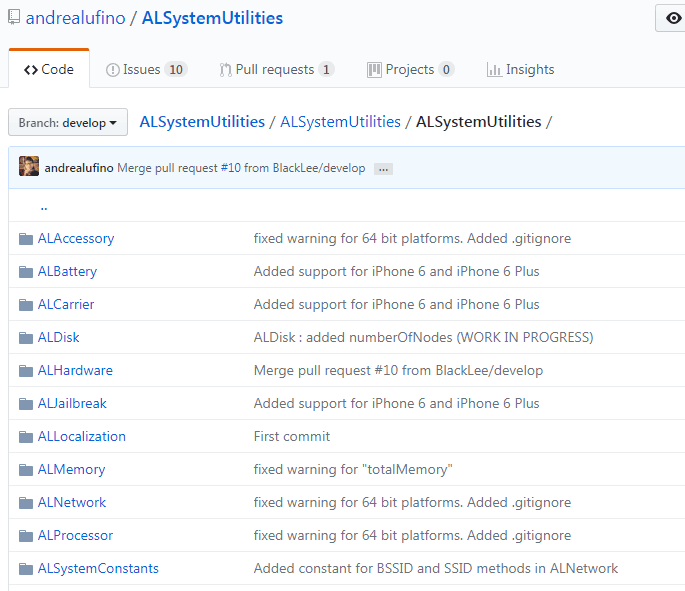 andrealufino / ALSystemUtilities
Code Issues 10 Pull requests 1 Projects 0 Insights
Branch: develop ALSystemUtilities / ALSystemUtilities / ALSystemUtilities /
andrealufino Merge pull request #10 from BlackLee/develop ...
..
ALAccessory fixed warning for 64 bit platforms. Added .gitignore
ALBattery Added support for iPhone 6 and iPhone 6 Plus
ALCarrier Added support for iPhone 6 and iPhone 6 Plus
ALDisk ALDisk : added numberOfNodes (WORK IN PROGRESS)
ALHardware Merge pull request #10 from BlackLee/develop
ALJailbreak Added support for iPhone 6 and iPhone 6 Plus
ALLocalization First commit
ALMemory fixed warning for "totalMemory"
ALNetwork fixed warning for 64 bit platforms. Added .gitignore
ALProcessor fixed warning for 64 bit platforms. Added .gitignore
ALSystemConstants Added constant for BSSID and SSID methods in ALNetwork